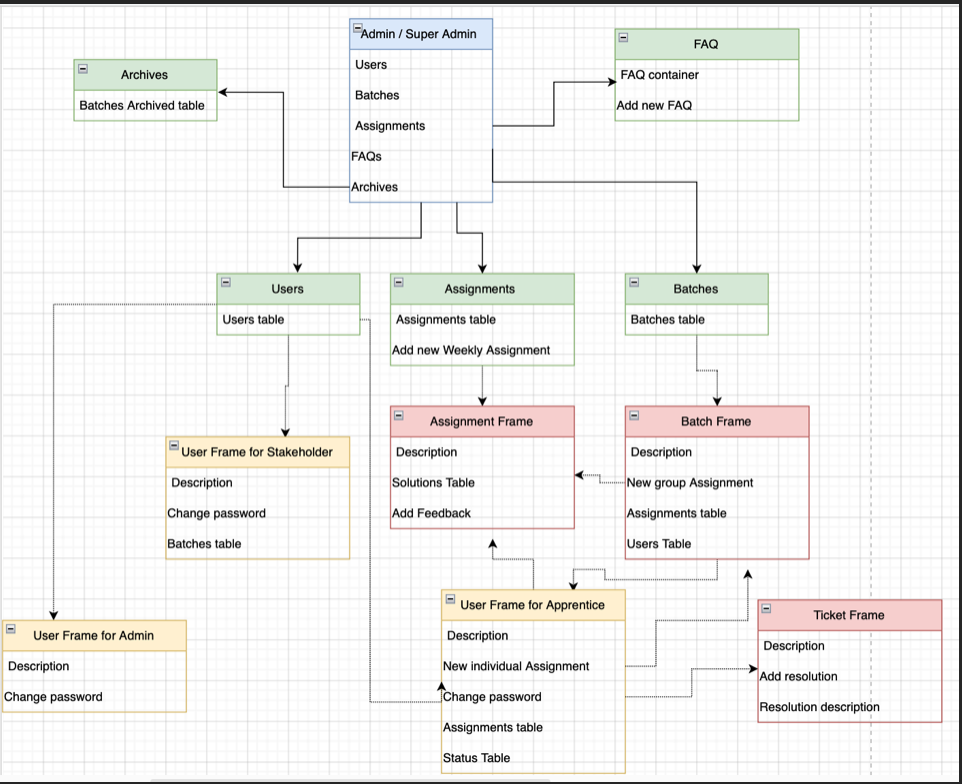 Admin / Super Admin
Users
Batches
Assignments
FAQs
Archives
Archives
Batches Archived table
FAQ
FAQ container
Add new FAQ
Users
Users table
Assignments
Assignments table
Add new Weekly Assignment
Batches
Batches table
User Frame for Stakeholder
Description
Change password
Batches table
Assignment Frame
Description
Solutions Table
Add Feedback
Batch Frame
Description
New group Assignment
Assignments table
Users Table
User Frame for Admin
Description
Change password
User Frame for Apprentice
Description
New individual Assignment
Change password
Assignments table
Status Table
Ticket Frame
Description
Add resolution
Resolution description